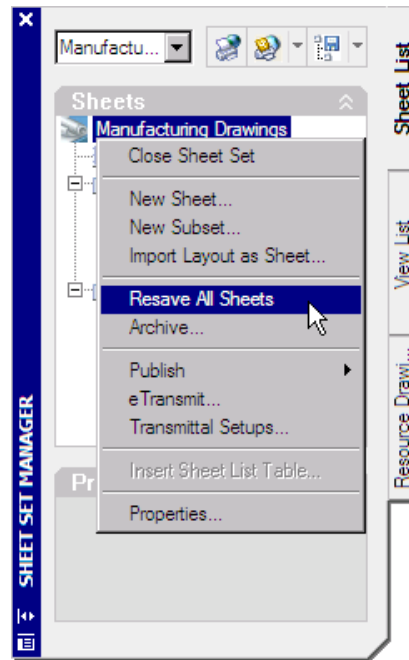 Manufactu...
Sheets
Manufacturing Drawings
Close Sheet Set
New Sheet...
New Subset...
Import Layout as Sheet...
Resave All Sheets
Archive...
Publish
eTransmit...
Transmittal Setups...
Insert Sheet List Table...
Properties...
Pr
SHEET SET MANAGER
Sheet List
View List
Resource Drawi...